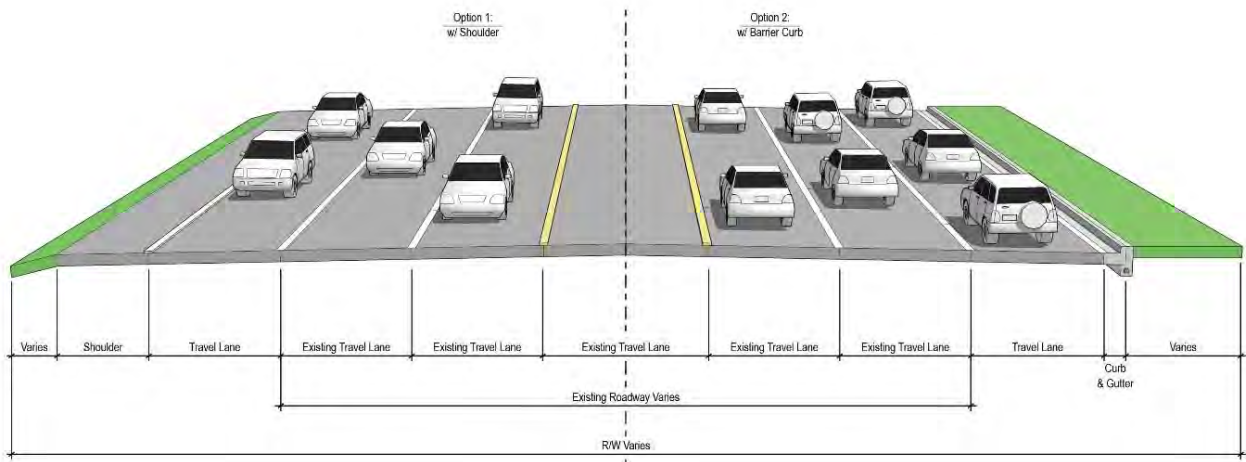 Option 1:
w/ Shoulder
Option 2:
w/ Barrier Curb
Varies
Shoulder
Travel Lane
Existing Travel Lane
Existing Travel Lane
Existing Travel Lane
Existing Travel Lane
Existing Travel Lane
Travel Lane
Curb
& Gutter
Varies
Existing Roadway Varies
R/W Varies